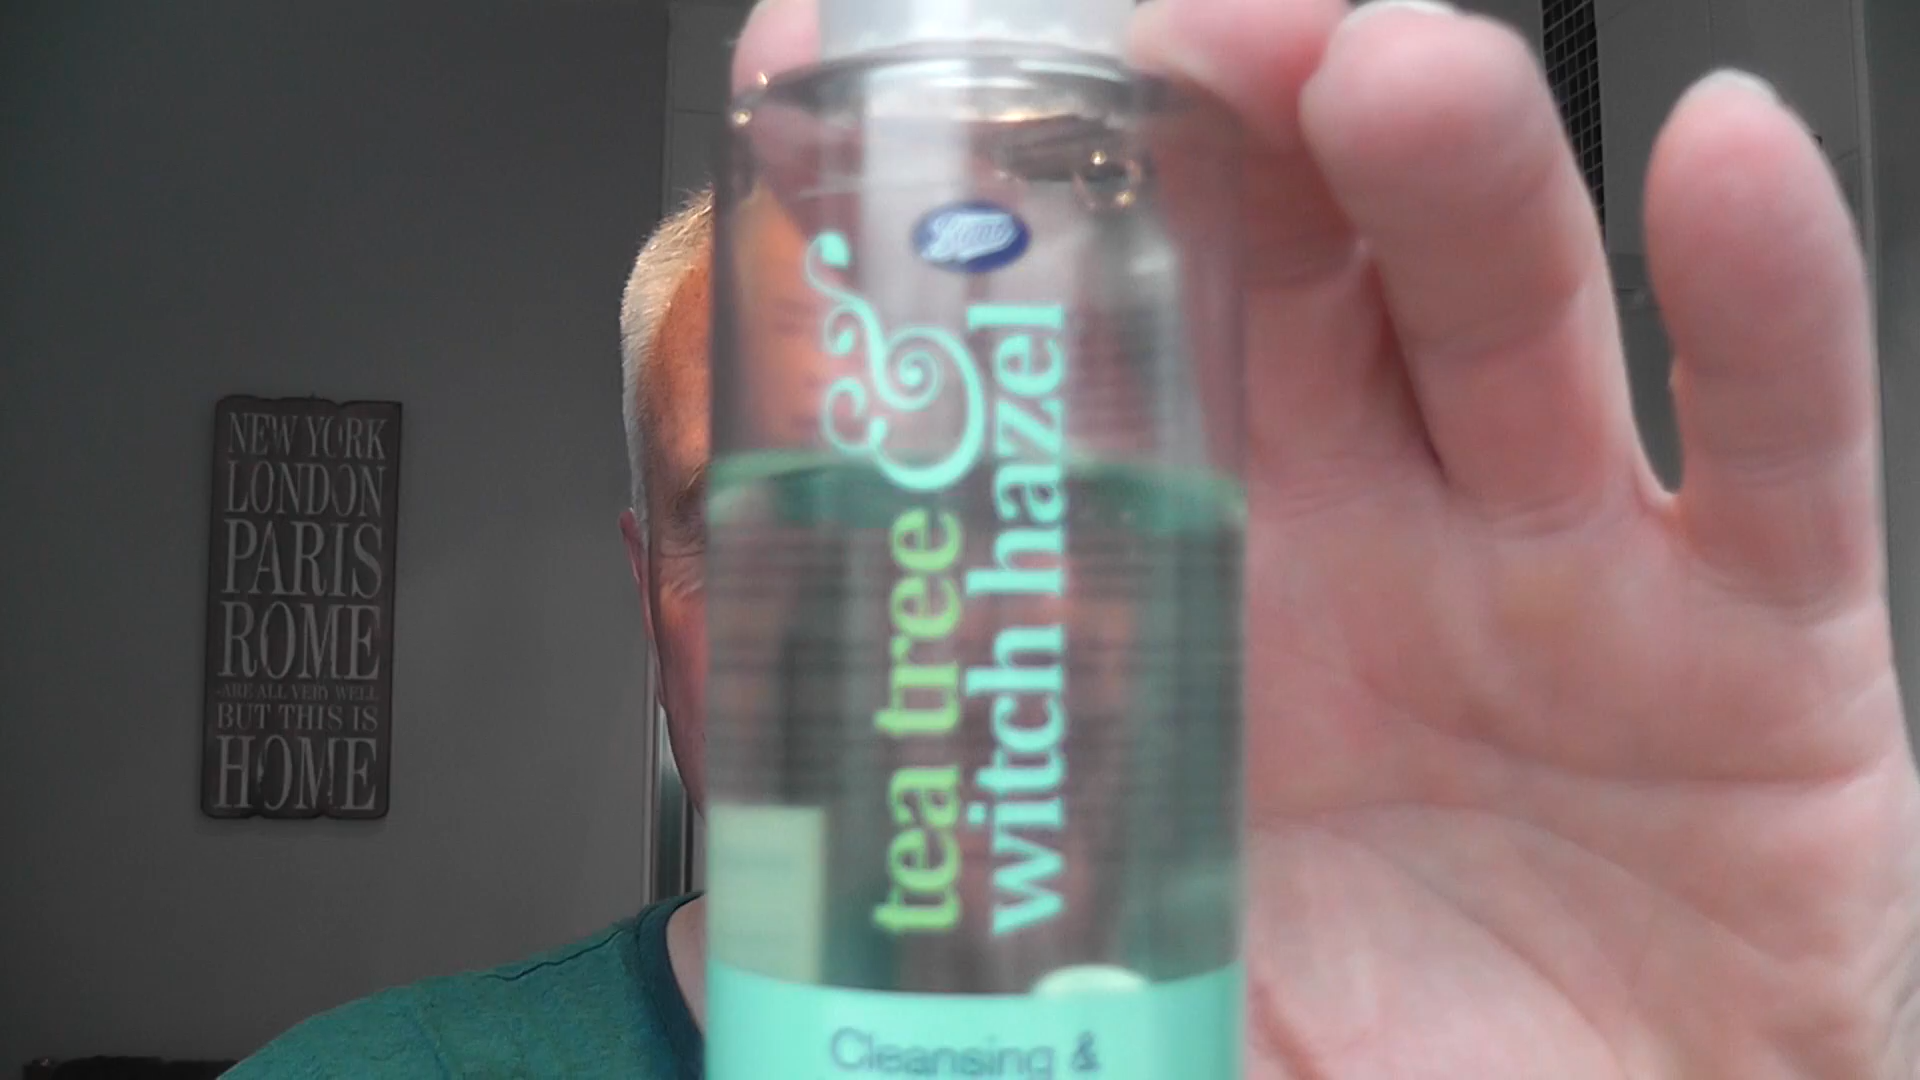 NEW YORK
LONDON
PARIS
ROME
-ARE ALL VERY WELL
BUT THIS IS
HOME
Boots
tea tree
&
witch hazel
Cleansing &